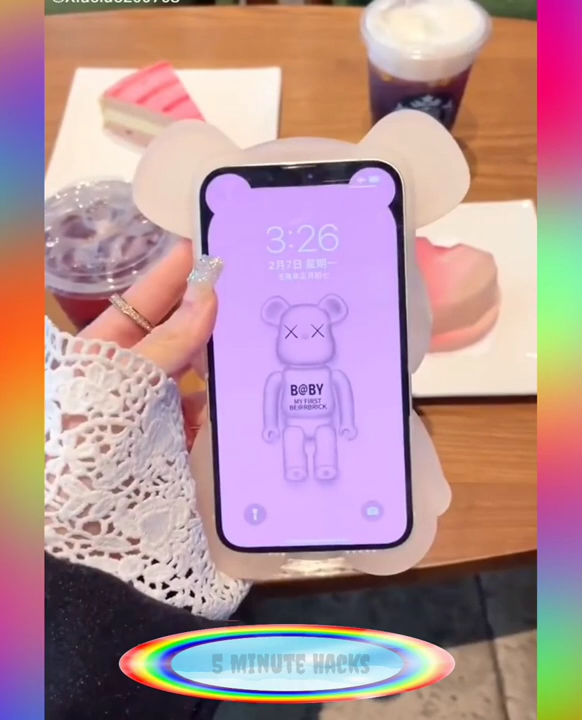 3:26
2月7日 星期一
B@BY
MY FIRST
BE@RBRICK
5 MINUTE HACKS